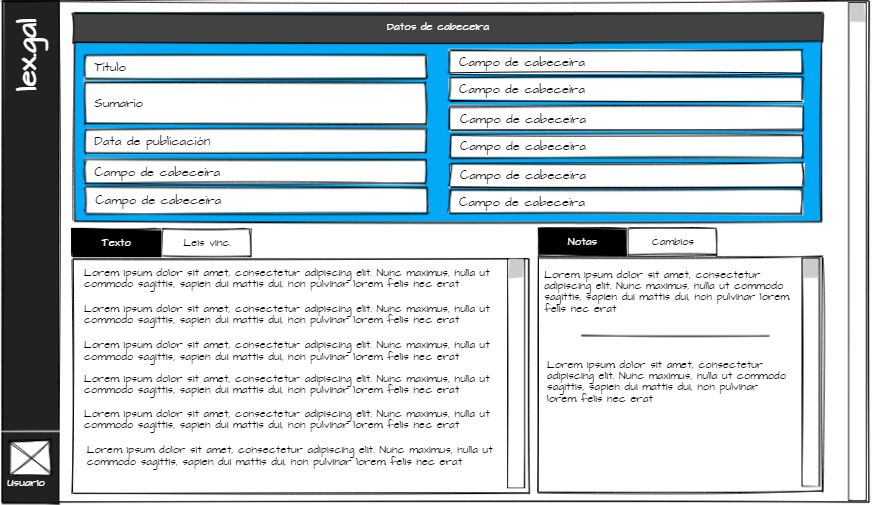 lex.gal
Usuario
Datos de cabeceira
Título
Sumario
Data de publicación
Campo de cabeceira
Campo de cabeceira
Campo de cabeceira
Campo de cabeceira
Campo de cabeceira
Campo de cabeceira
Campo de cabeceira
Campo de cabeceira
Texto
Leis vinc.
Lorem ipsum dolor sit amet, consectetur adipiscing elit. Nunc maximus, nulla ut
commodo sagittis, sapien dui mattis dui, non pulvinar lorem felis nec erat
Lorem ipsum dolor sit amet, consectetur adipiscing elit. Nunc maximus, nulla ut
commodo sagittis, sapien dui mattis dui, non pulvinar lorem felis nec erat
Lorem ipsum dolor sit amet, consectetur adipiscing elit. Nunc maximus, nulla ut
commodo sagittis, sapien dui mattis dui, non pulvinar lorem felis nec erat
Lorem ipsum dolor sit amet, consectetur adipiscing elit. Nunc maximus, nulla ut
commodo sagittis, sapien dui mattis dui, non pulvinar lorem felis nec erat
Lorem ipsum dolor sit amet, consectetur adipiscing elit. Nunc maximus, nulla ut
commodo sagittis, sapien dui mattis dui, non pulvinar lorem felis nec erat
Lorem ipsum dolor sit amet, consectetur adipiscing elit. Nunc maximus, nulla ut
commodo sagittis, sapien dui mattis dui, non pulvinar lorem felis nec erat
Notas
Cambios
Lorem ipsum dolor sit amet, consectetur
adipiscing elit. Nunc maximus, nulla ut commodo
sagittis, sapien dui mattis dui, non pulvinar lorem
felis nec erat
Lorem ipsum dolor sit amet, consectetur
adipiscing elit. Nunc maximus, nulla ut commodo
sagittis, sapien dui mattis dui, non pulvinar
lorem felis nec erat